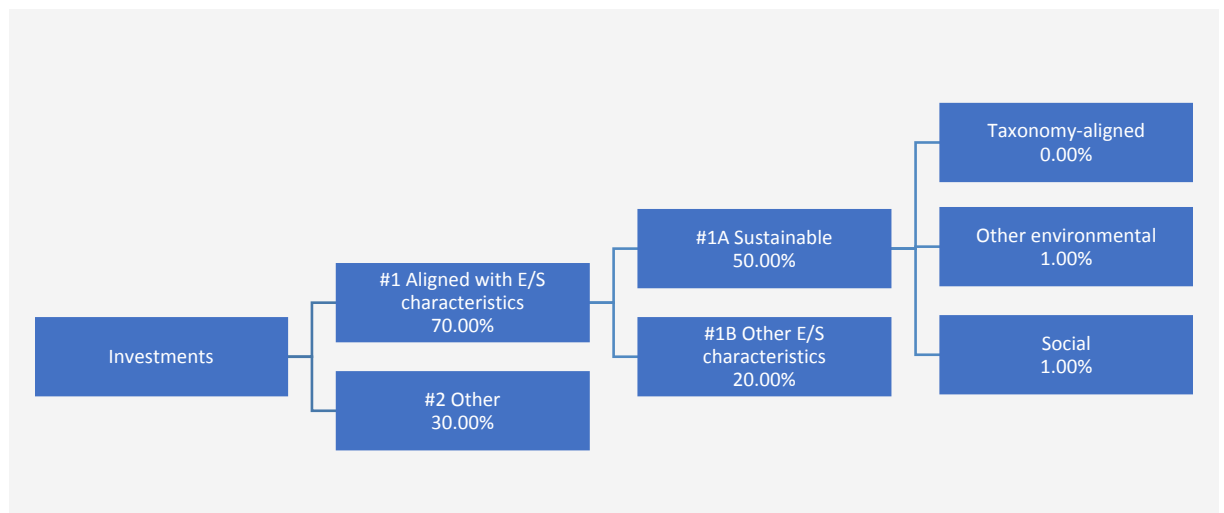 Investments
#1 Aligned with E/S
characteristics
70.00%
#2 Other
30.00%
#1A Sustainable
50.00%
#1B Other E/S
characteristics
20.00%
Taxonomy-aligned
0.00%
Other environmental
1.00%
Social
1.00%